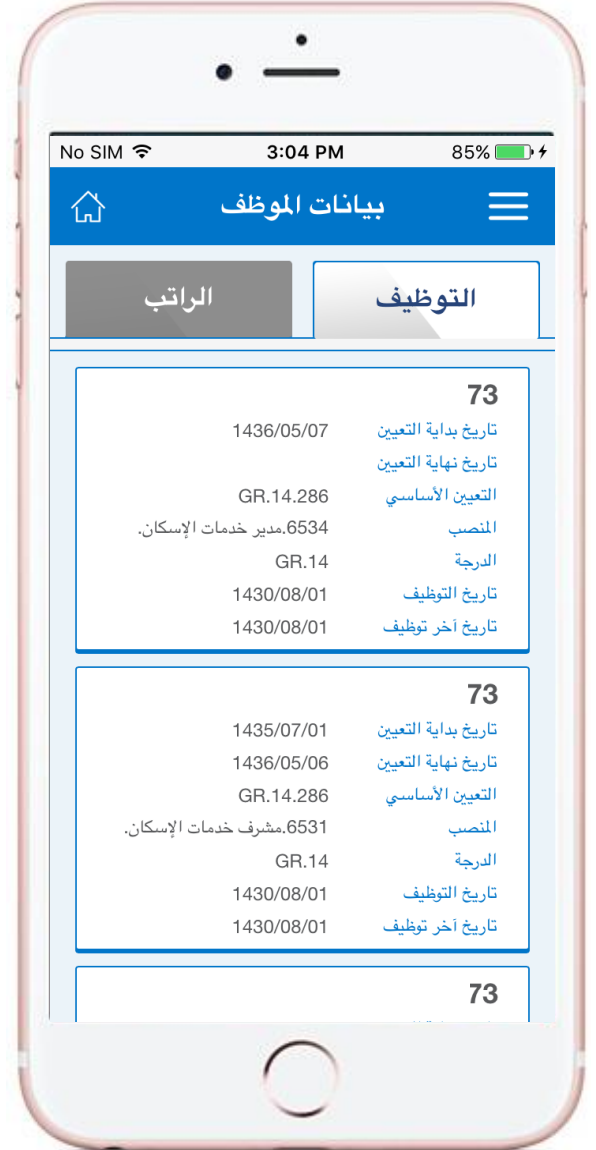 No SIM 3:04 PM 85%
بيانات الموظف
التوظيف الراتب
73
تاريخ بداية التعيين 1436/05/07
تاريخ نهاية التعيين
التعيين الأساسي GR.14.286
المنصب 6534.مدير خدمات الإسكان.
الدرجة GR.14
تاريخ التوظيف 1430/08/01
تاريخ آخر توظيف 1430/08/01
73
تاريخ بداية التعيين 1435/07/01
تاريخ نهاية التعيين 1436/05/06
التعيين الأساسي GR.14.286
المنصب 6531.مشرف خدمات الإسكان.
الدرجة GR.14
تاريخ التوظيف 1430/08/01
تاريخ آخر توظيف 1430/08/01
73